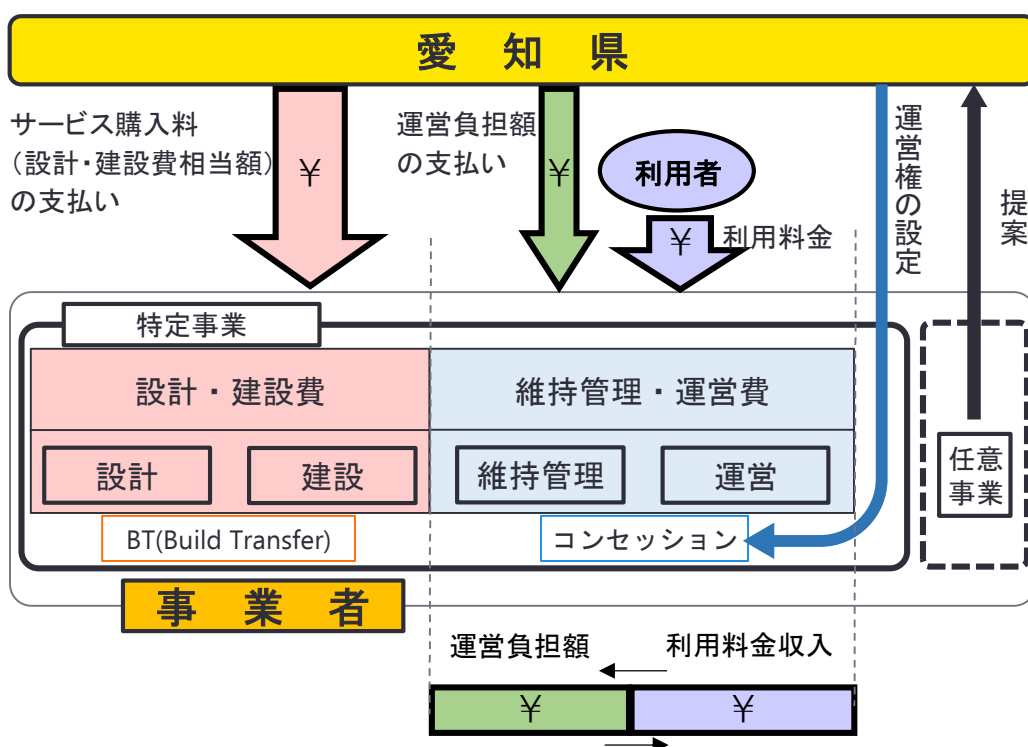 愛 知 県
サービス購入料
（設計・建設費相当額）
の支払い
￥
運営負担額
の支払い
￥
利用者
￥
利用料金
運営権の設定
提案
特定事業
設計・建設費
維持管理・運営費
設計
建設
維持管理
運営
任意
事業
BT(Build Transfer)
コンセッション
事 業 者
運営負担額
利用料金収入
￥
￥